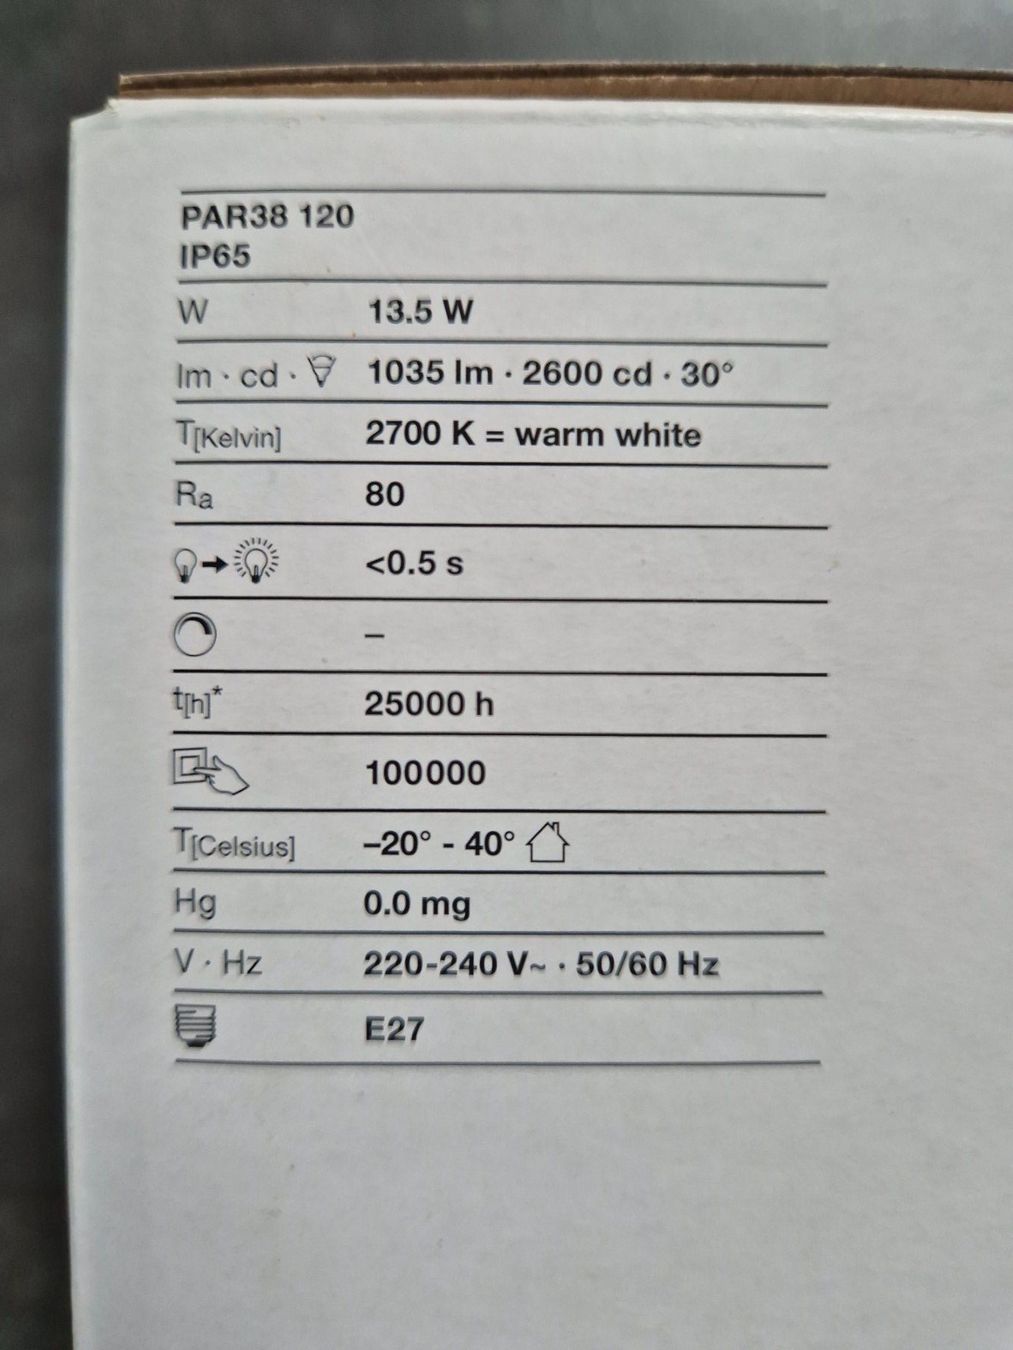 PAR38 120
IP65
W 13.5 W
lm · cd · 1035 lm · 2600 cd · 30°
T[Kelvin] 2700 K = warm white
Ra 80
<0.5 s
–
t[h]* 25000 h
100000
T[Celsius] –20° - 40°
Hg 0.0 mg
V · Hz 220-240 V~ · 50/60 Hz
E27